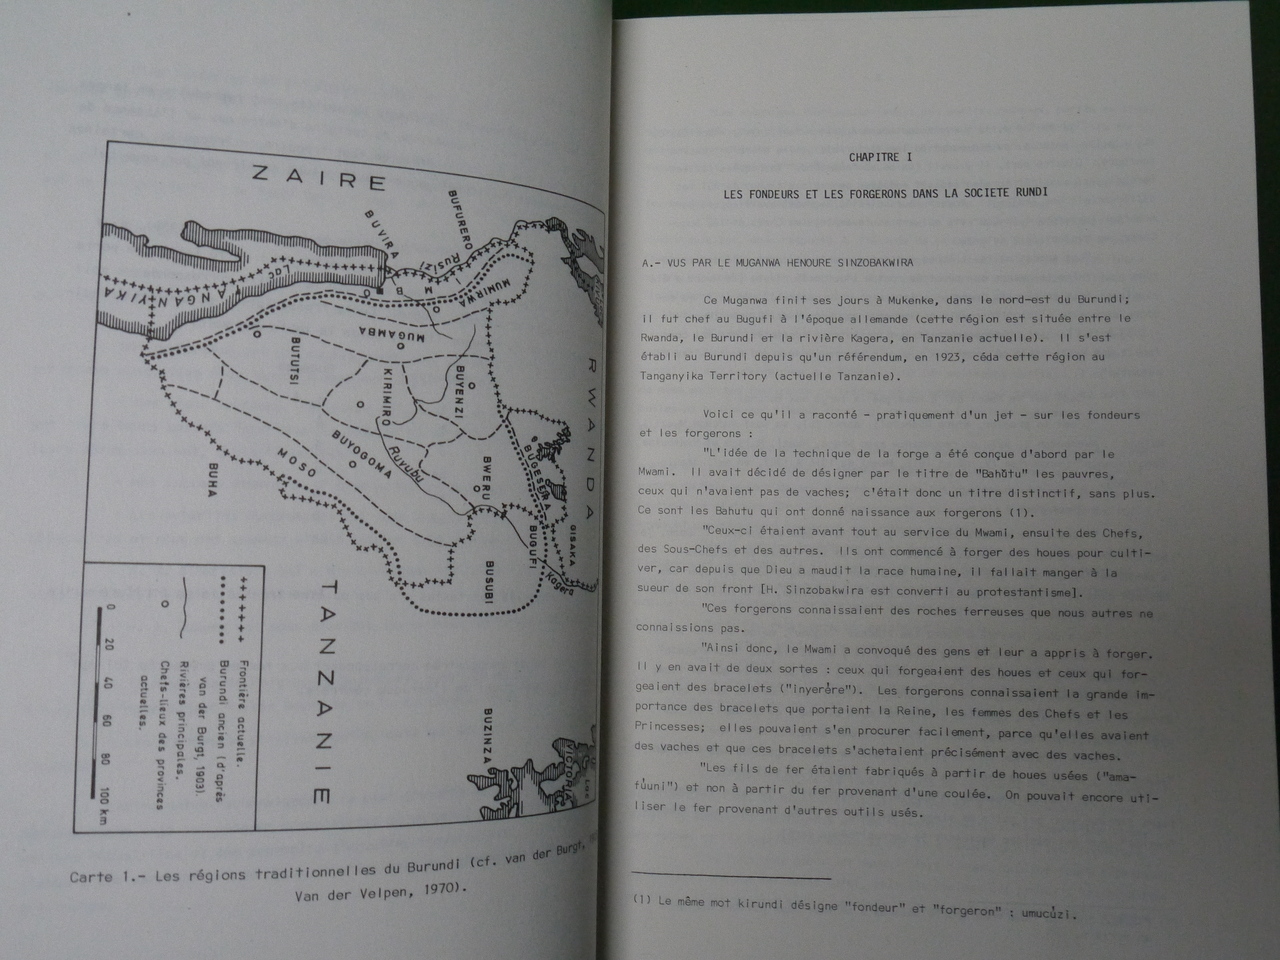 ZAIRE
BUFURERO
BUVIRA
Rusizi
Lac
TANGANYIKA
IMBO
MUMIRWA
MUGAMBA
BUTUTSI
KIRIMIRO
BUYENZI
RWANDA
BUGESERA
GISAKA
BWERU
BUYOGOMA
Ruvubu
MOSO
BUHA
BUGUFI
Kagera
BUSUBI
TANZANIE
BUZINZA
VICTORIA
++++++ Frontière actuelle.
Burundi ancien (d'après
van der Burgt, 1903).
Rivières principales.
Chefs-lieux des provinces
actuelles.
0 20 40 60 80 100 km
Carte 1.- Les régions traditionnelles du Burundi (cf. van der Burgt,
Van der Velpen, 1970).
CHAPITRE I
LES FONDEURS ET LES FORGERONS DANS LA SOCIETE RUNDI
A.- VUS PAR LE MUGANWA HENOURE SINZOBAKWIRA
Ce Muganwa finit ses jours à Mukenke, dans le nord-est du Burundi;
il fut chef au Bugufi à l'époque allemande (cette région est située entre le
Rwanda, le Burundi et la rivière Kagera, en Tanzanie actuelle). Il s'est
établi au Burundi depuis qu'un référendum, en 1923, céda cette région au
Tanganyika Territory (actuelle Tanzanie).
Voici ce qu'il a raconté - pratiquement d'un jet - sur les fondeurs
et les forgerons :
"L'idée de la technique de la forge a été conçue d'abord par le
Mwami. Il avait décidé de désigner par le titre de "Bahŭtu" les pauvres,
ceux qui n'avaient pas de vaches; c'était donc un titre distinctif, sans plus.
Ce sont les Bahutu qui ont donné naissance aux forgerons (1).
"Ceux-ci étaient avant tout au service du Mwami, ensuite des Chefs,
des Sous-Chefs et des autres. Ils ont commencé à forger des houes pour culti-
ver, car depuis que Dieu a maudit la race humaine, il fallait manger à la
sueur de son front [H. Sinzobakwira est converti au protestantisme].
"Ces forgerons connaissaient des roches ferreuses que nous autres ne
connaissions pas.
"Ainsi donc, le Mwami a convoqué des gens et leur a appris à forger.
Il y en avait de deux sortes : ceux qui forgeaient des houes et ceux qui for-
geaient des bracelets ("inyerére"). Les forgerons connaissaient la grande im-
portance des bracelets que portaient la Reine, les femmes des Chefs et les
Princesses; elles pouvaient s'en procurer facilement, parce qu'elles avaient
des vaches et que ces bracelets s'achetaient précisément avec des vaches.
"Les fils de fer étaient fabriqués à partir de houes usées ("ama-
fúuni") et non à partir du fer provenant d'une coulée. On pouvait encore uti-
liser le fer provenant d'autres outils usés.
(1) Le même mot kirundi désigne "fondeur" et "forgeron" : umucúzi.